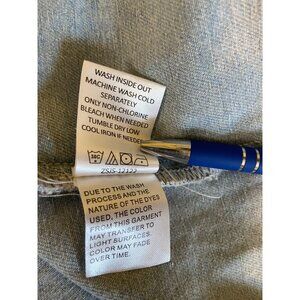 WASH INSIDE OUT
MACHINE WASH COLD
SEPARATELY
ONLY NON-CHLORINE
BLEACH WHEN NEEDED
TUMBLE DRY LOW
COOL IRON IF NEEDED
DUE TO THE WASH
PROCESS AND THE
NATURE OF THE DYES
USED, THE COLOR
FROM THIS GARMENT
MAY TRANSFER TO
LIGHT SURFACES.
COLOR MAY FADE
OVER TIME.